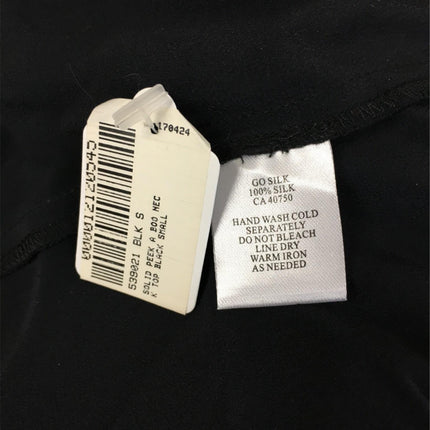 170424
000012120545
539021 BLK S
SOLID PEEK A BOO NEC
K TOP BLACK SMALL
GO SILK
100% SILK
CA 40750
HAND WASH COLD
SEPARATELY
DO NOT BLEACH
LINE DRY
WARM IRON
AS NEEDED